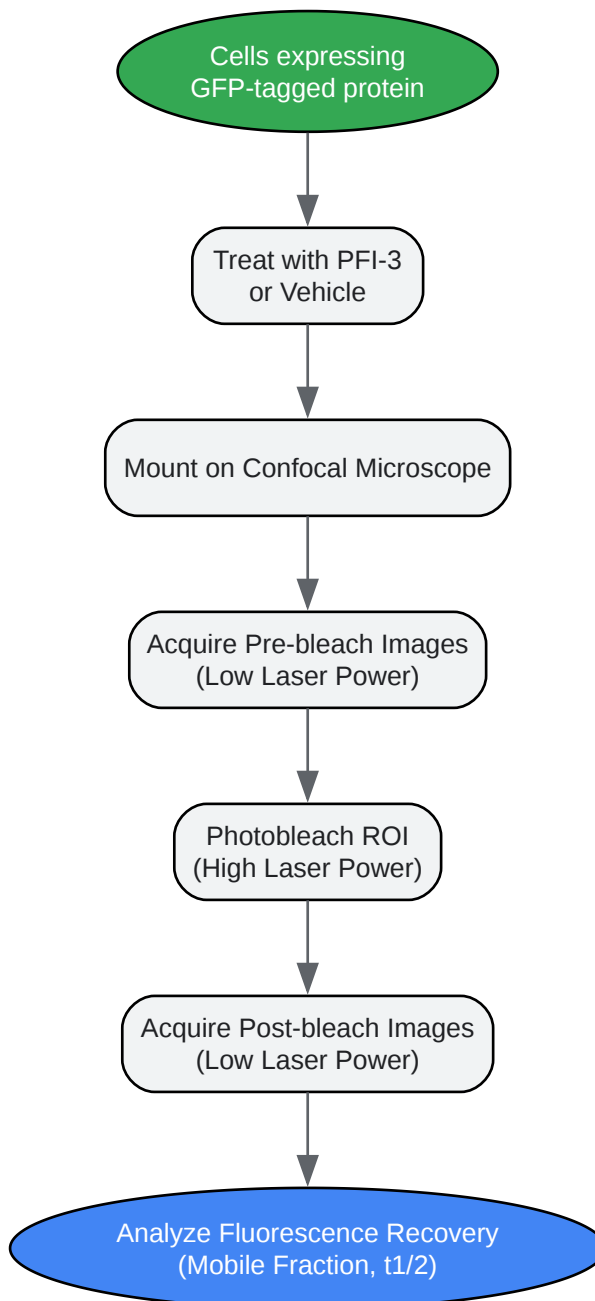 Cells expressing
GFP-tagged protein
Treat with PFI-3
or Vehicle
Mount on Confocal Microscope
Acquire Pre-bleach Images
(Low Laser Power)
Photobleach ROI
(High Laser Power)
Acquire Post-bleach Images
(Low Laser Power)
Analyze Fluorescence Recovery
(Mobile Fraction, t1/2)